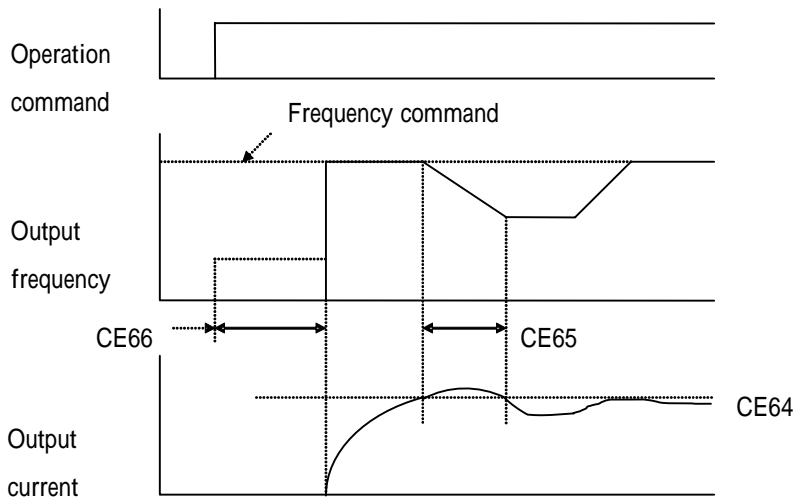 Operation
command
Frequency command
Output
frequency
CE66
CE65
CE64
Output
current